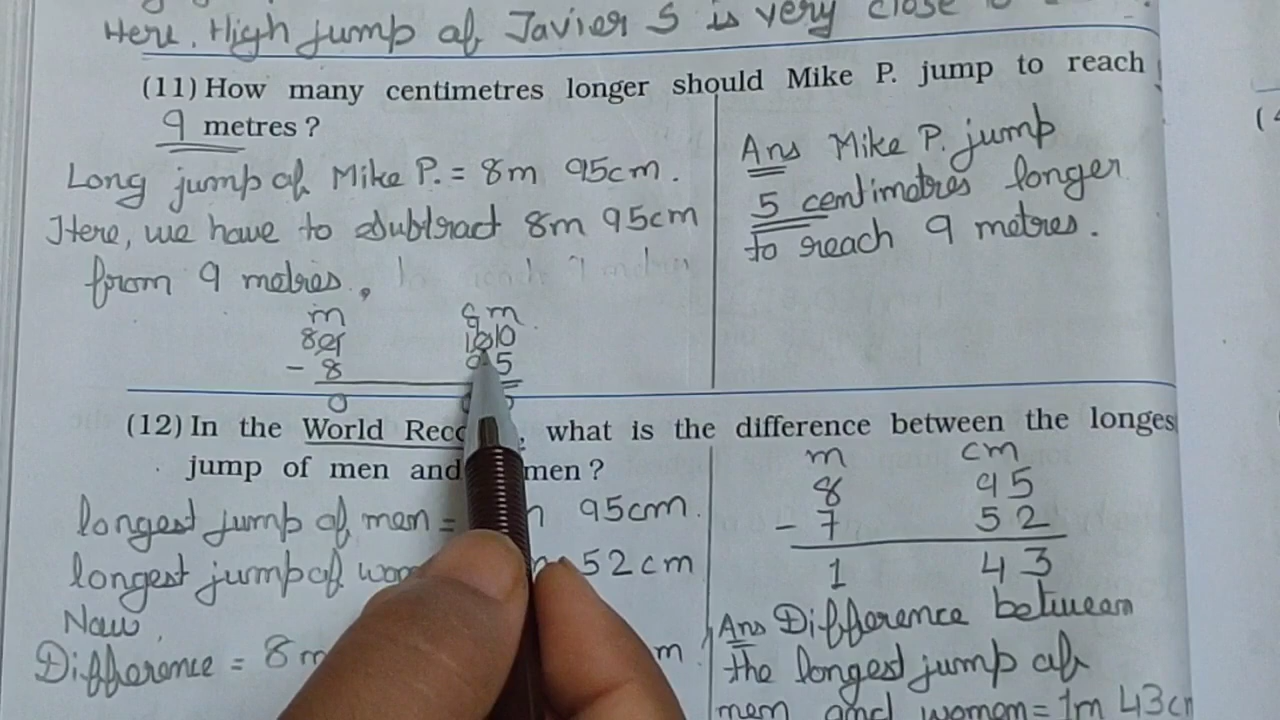 Here, High jump of Javier S is very close
(11) How many centimetres longer should Mike P. jump to reach
9 metres ?
Long jump of Mike P. = 8m 95cm.
Here, we have to subtract 8m 95cm
from 9 metres.
m
- 8
0
Ans Mike P. jump
5 centimetres longer
to reach 9 metres.
(12) In the World what is the difference between the longes
jump of men and men ?
longest jump of men = 95cm.
longest jump of 52cm
Now,
Difference = 8m m
m cm
8 95
- 7 52
1 43
Ans Difference between
the longest jump of
men and women = 1m 43cm